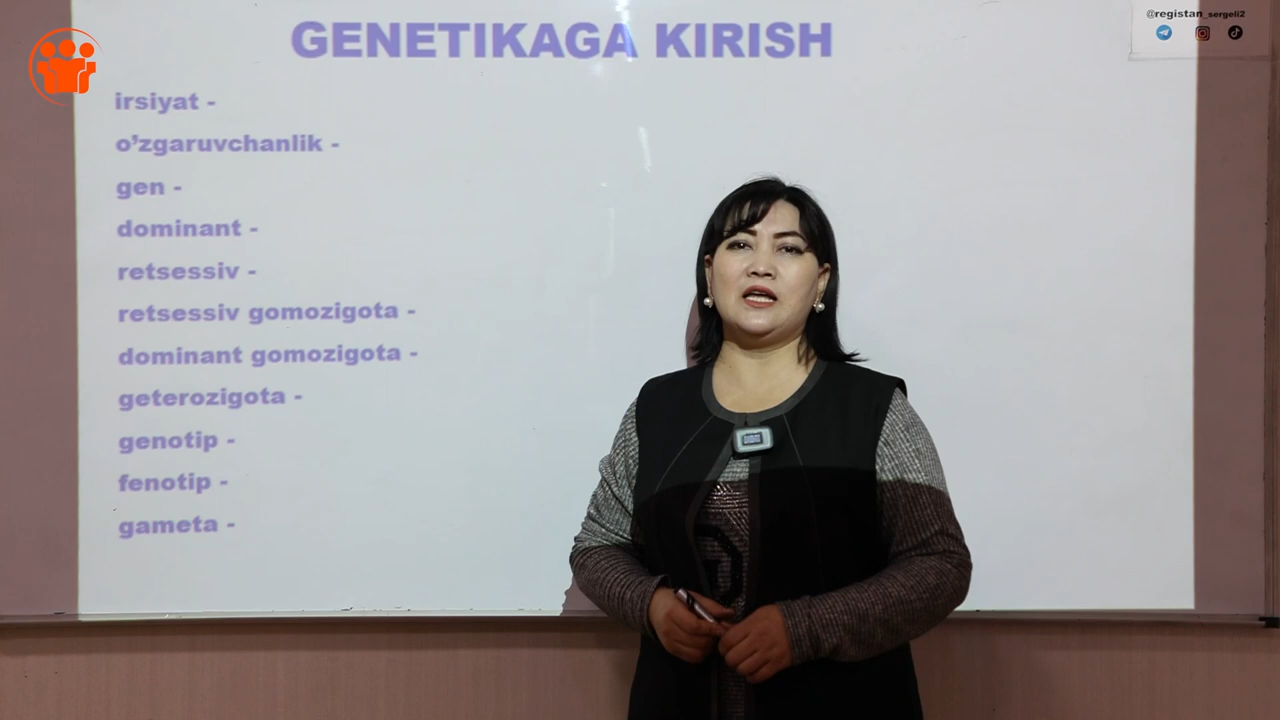 GENETIKAGA KIRISH
@registan_sergeli2
irsiyat -
o’zgaruvchanlik -
gen -
dominant -
retsessiv -
retsessiv gomozigota -
dominant gomozigota -
geterozigota -
genotip -
fenotip -
gameta -